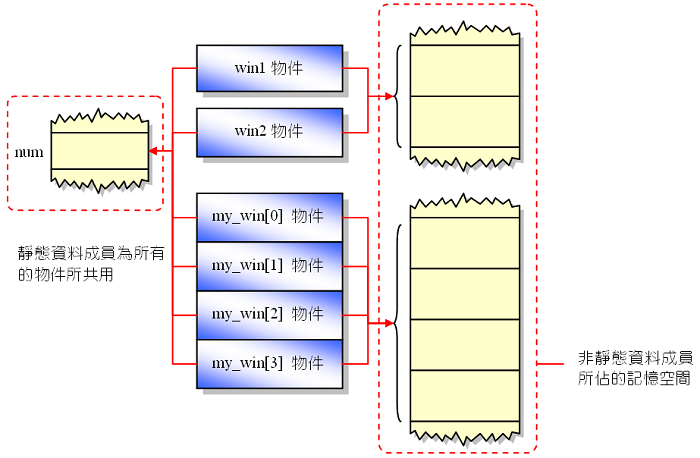 win1 物件
win2 物件
num
my_win[0] 物件
my_win[1] 物件
my_win[2] 物件
my_win[3] 物件
靜態資料成員為所有
的物件所共用
非靜態資料成員
所佔的記憶空間